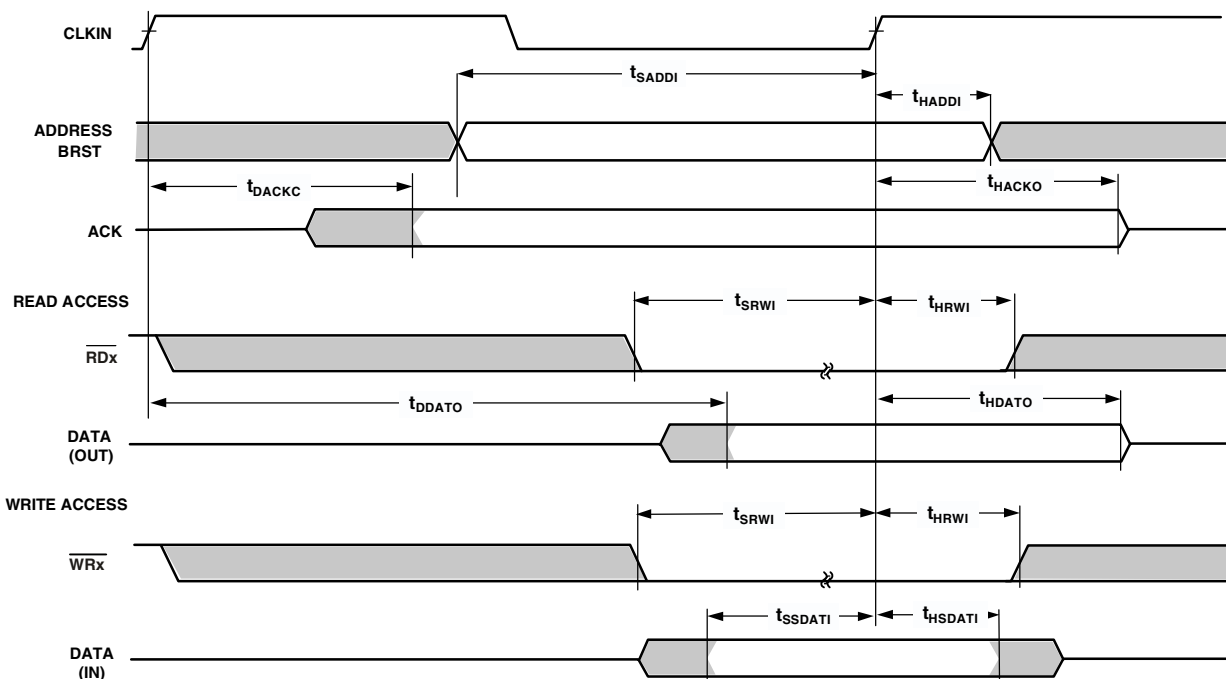 CLKIN
tSADDI
tHADDI
ADDRESS
BRST
tDACKC
tHACKO
ACK
READ ACCESS
tSRWI
tHRWI
RDx
tDDATO
tHDATO
DATA
(OUT)
WRITE ACCESS
tSRWI
tHRWI
WRx
tSSDATI
tHSDATI
DATA
(IN)